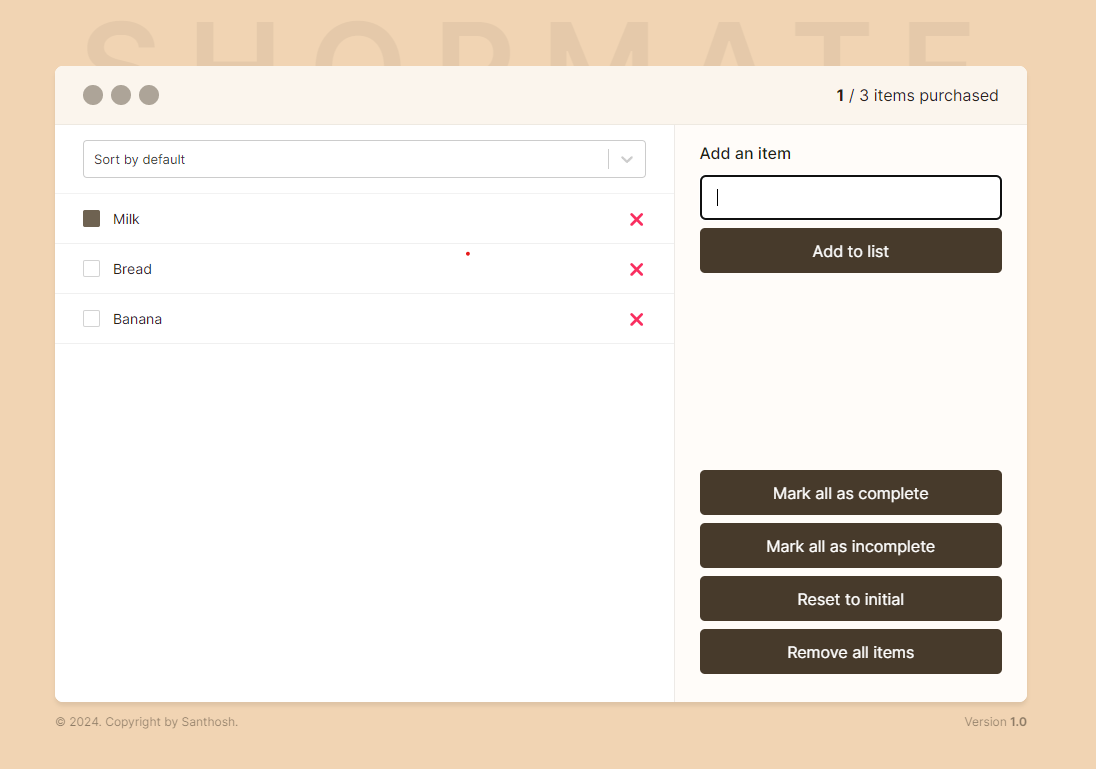 SHOPMATE
1 / 3 items purchased
Sort by default
Milk
Bread
Banana
Add an item
Add to list
Mark all as complete
Mark all as incomplete
Reset to initial
Remove all items
© 2024. Copyright by Santhosh.
Version 1.0